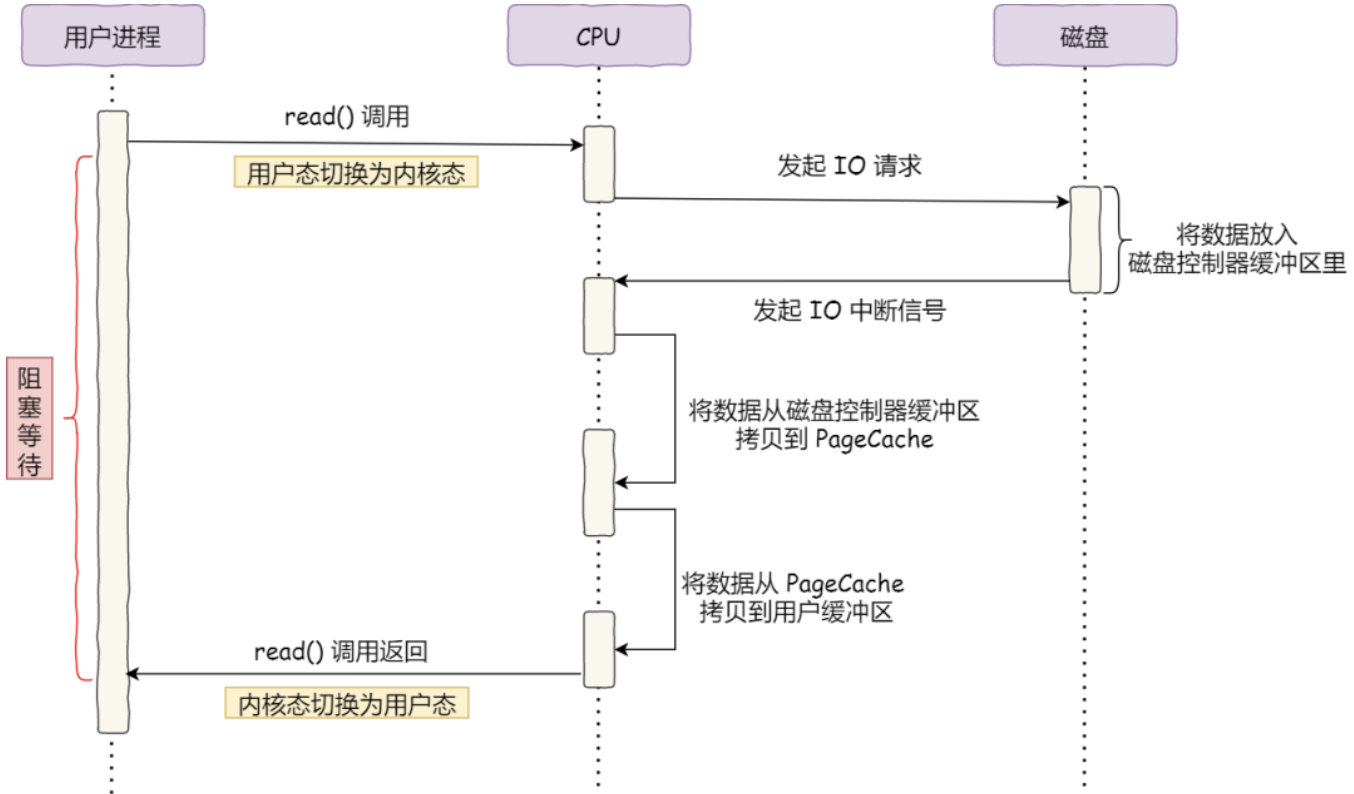 用户进程
CPU
磁盘
read() 调用
用户态切换为内核态
发起 IO 请求
将数据放入
磁盘控制器缓冲区里
发起 IO 中断信号
阻
塞
等
待
将数据从磁盘控制器缓冲区
拷贝到 PageCache
将数据从 PageCache
拷贝到用户缓冲区
read() 调用返回
内核态切换为用户态